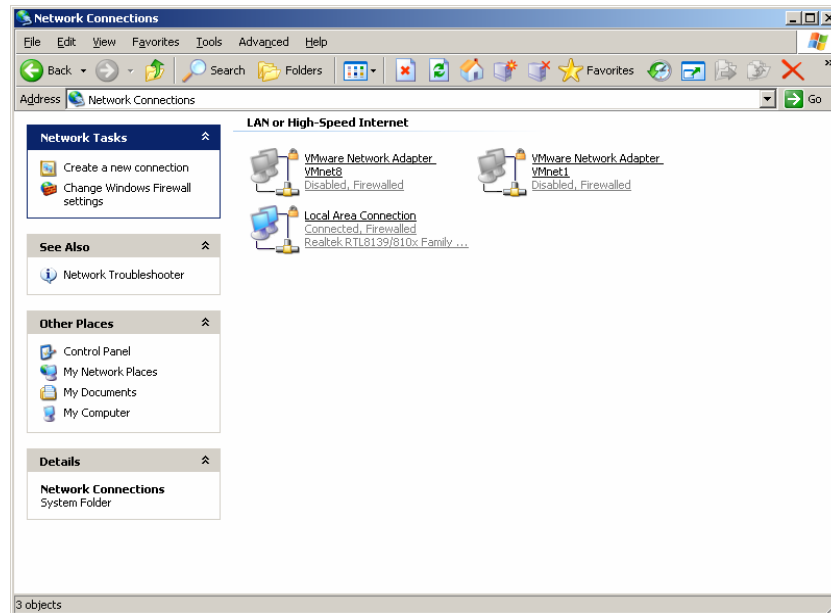 Network Connections
File Edit View Favorites Tools Advanced Help
Back Search Folders Favorites »
Address Network Connections Go
Network Tasks
Create a new connection
Change Windows Firewall
settings
See Also
Network Troubleshooter
Other Places
Control Panel
My Network Places
My Documents
My Computer
Details
Network Connections
System Folder
LAN or High-Speed Internet
VMware Network Adapter
VMnet8
Disabled, Firewalled
VMware Network Adapter
VMnet1
Disabled, Firewalled
Local Area Connection
Connected, Firewalled
Realtek RTL8139/810x Family ...
3 objects